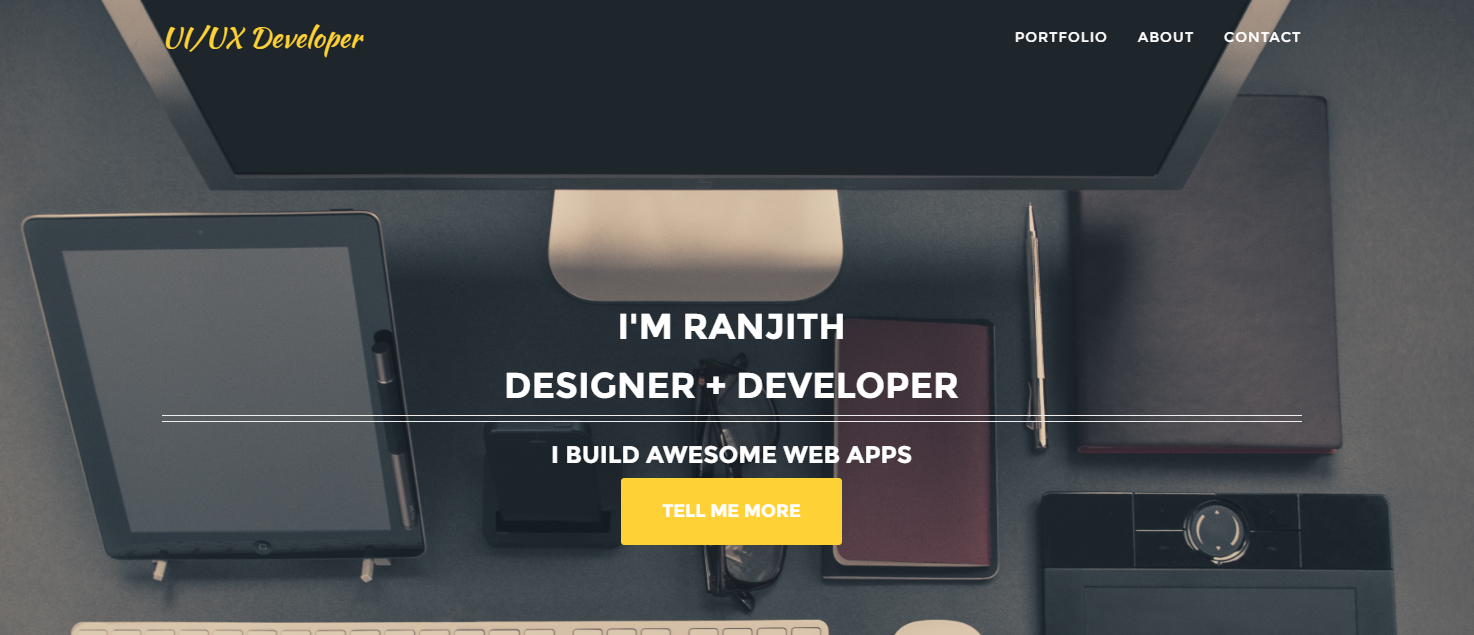 UI/UX Developer
PORTFOLIO ABOUT CONTACT
I'M RANJITH
DESIGNER + DEVELOPER
I BUILD AWESOME WEB APPS
TELL ME MORE